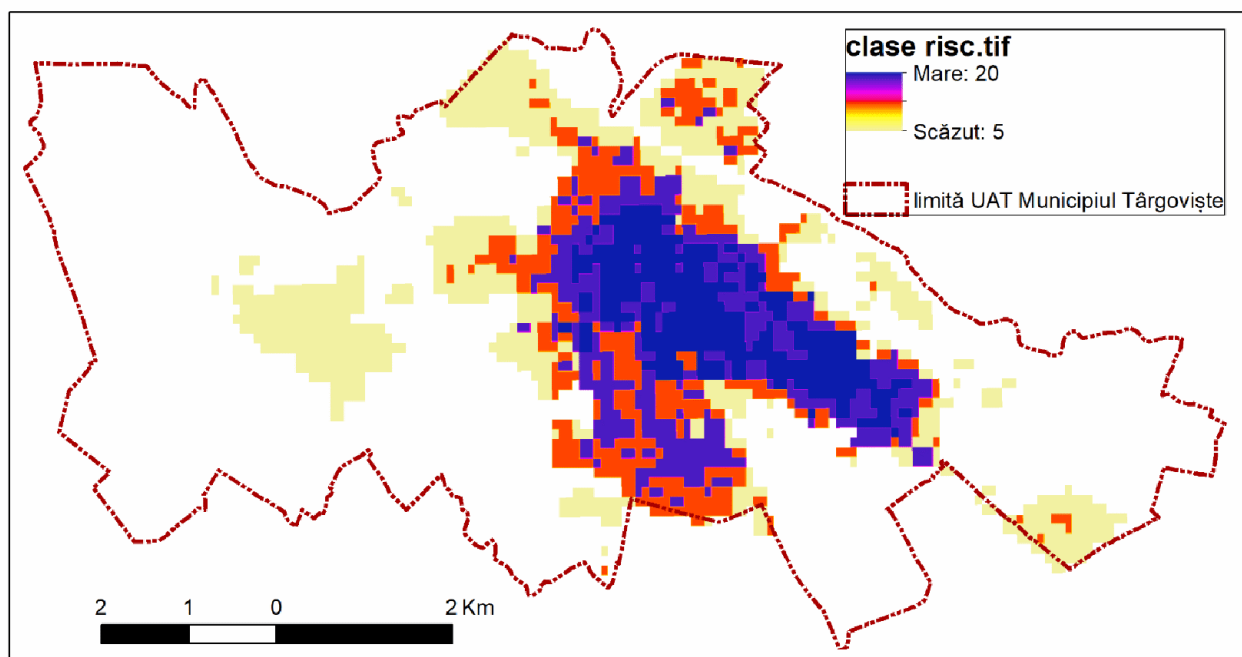 clase risc.tif
Mare: 20
Scăzut: 5
limită UAT Municipiul Târgoviște
2 1 0 2 Km